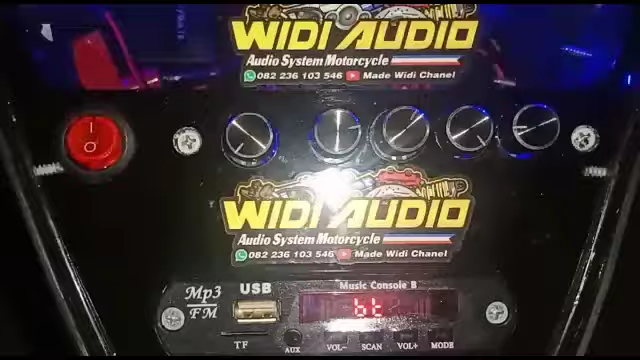 WIDI AUDIO
Audio System Motorcycle
082 236 103 546 Made Widi Chanel
I
O
WIDI AUDIO
Audio System Motorcycle
082 236 103 546 Made Widi Chanel
Mp3
FM
USB
Music Console B
bt
TF
AUX
VOL-
SCAN
VOL+
MODE